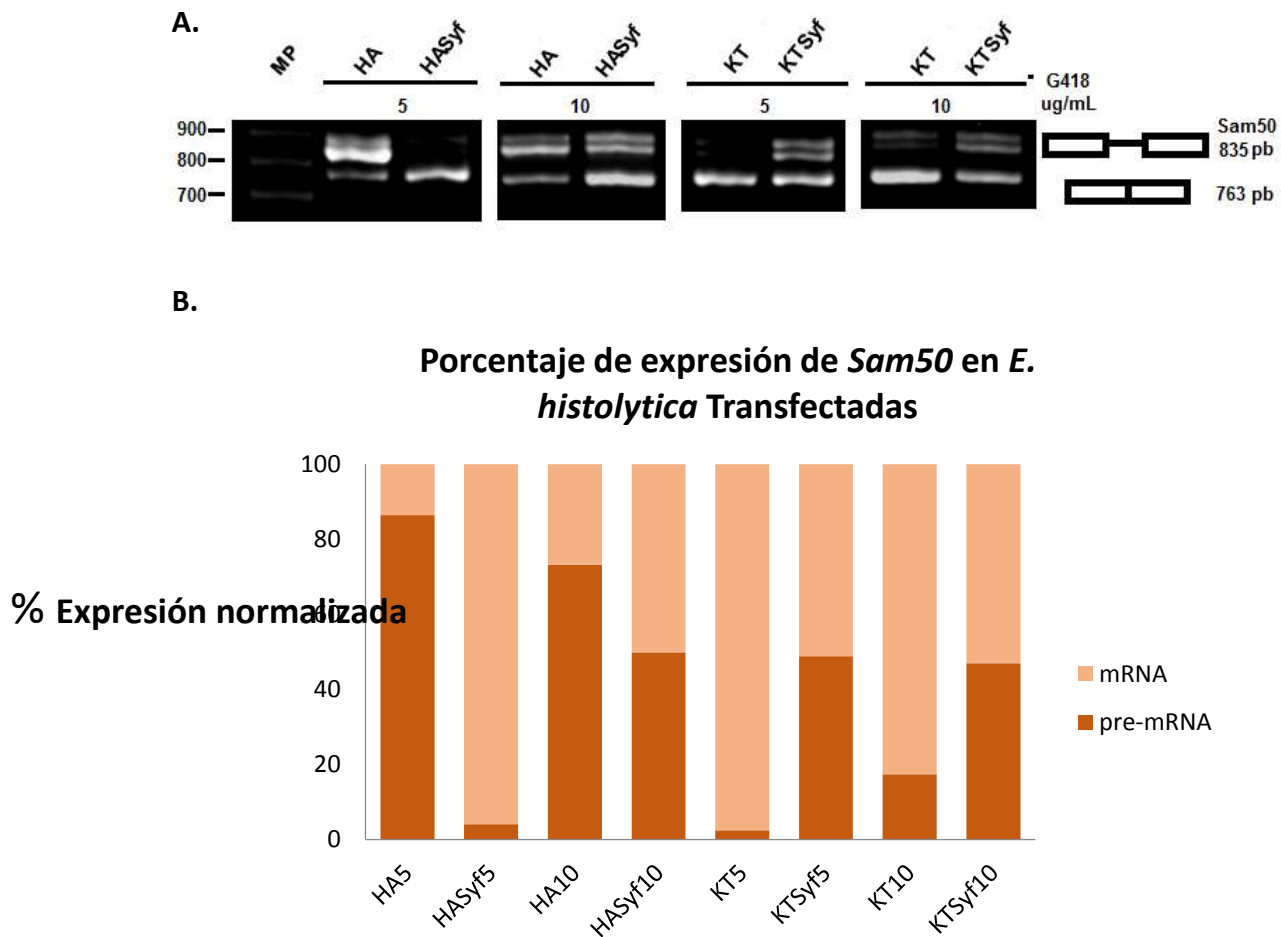 A.
MP HA HASyf HA HASyf KT KTSyf KT KTSyf
5 10 5 10 G418
ug/mL
900
800
700
Sam50
835 pb
763 pb
B.
Porcentaje de expresión de Sam50 en E.
histolytica Transfectadas
100
80
60
40
20
0
% Expresión normalizada
mRNA
pre-mRNA
HA5 HASyf5 HA10 HASyf10 KT5 KTSyf5 KT10 KTSyf10